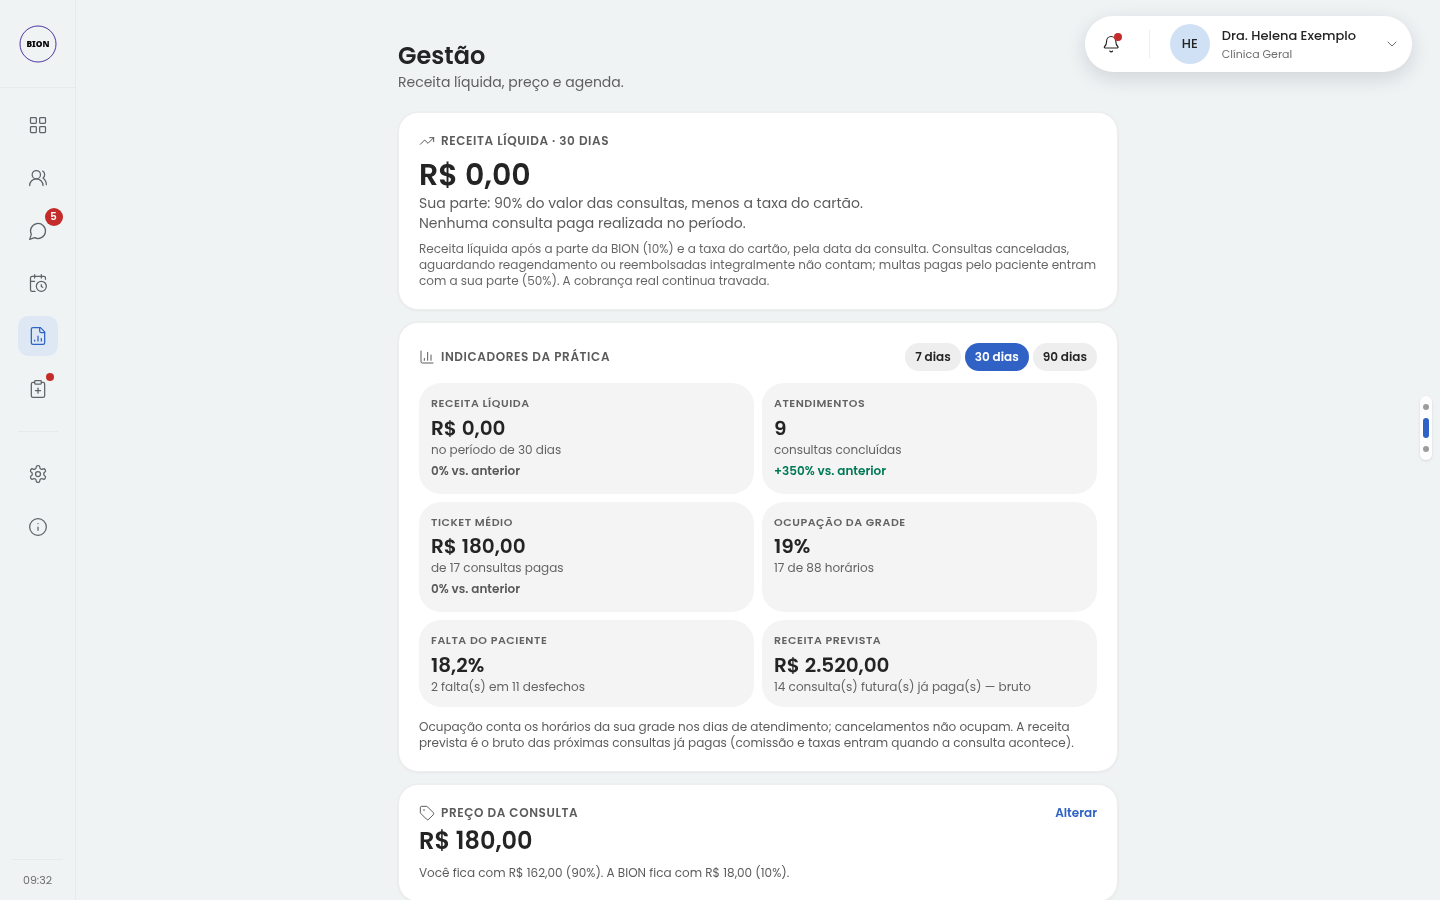 BION
Gestão
Receita líquida, preço e agenda.
HE
Dra. Helena Exemplo
Clínica Geral
5
RECEITA LÍQUIDA · 30 DIAS
R$ 0,00
Sua parte: 90% do valor das consultas, menos a taxa do cartão.
Nenhuma consulta paga realizada no período.
Receita líquida após a parte da BION (10%) e a taxa do cartão, pela data da consulta. Consultas canceladas,
aguardando reagendamento ou reembolsadas integralmente não contam; multas pagas pelo paciente entram
com a sua parte (50%). A cobrança real continua travada.
INDICADORES DA PRÁTICA
7 dias
30 dias
90 dias
RECEITA LÍQUIDA
R$ 0,00
no período de 30 dias
0% vs. anterior
ATENDIMENTOS
9
consultas concluídas
+350% vs. anterior
TICKET MÉDIO
R$ 180,00
de 17 consultas pagas
0% vs. anterior
OCUPAÇÃO DA GRADE
19%
17 de 88 horários
FALTA DO PACIENTE
18,2%
2 falta(s) em 11 desfechos
RECEITA PREVISTA
R$ 2.520,00
14 consulta(s) futura(s) já paga(s) — bruto
Ocupação conta os horários da sua grade nos dias de atendimento; cancelamentos não ocupam. A receita
prevista é o bruto das próximas consultas já pagas (comissão e taxas entram quando a consulta acontece).
PREÇO DA CONSULTA
Alterar
R$ 180,00
Você fica com R$ 162,00 (90%). A BION fica com R$ 18,00 (10%).
09:32